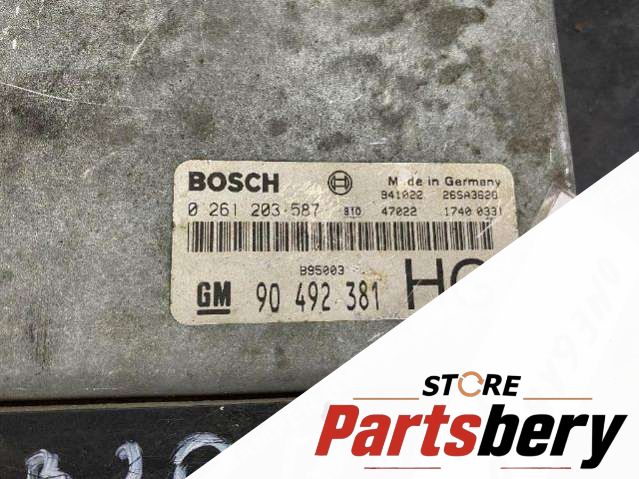 BOSCH Made in Germany
941022 26SA3620
0 261 203 587 810 47022 1740 0331
B95003
GM 90 492 381 HC
STORE
Partsbery